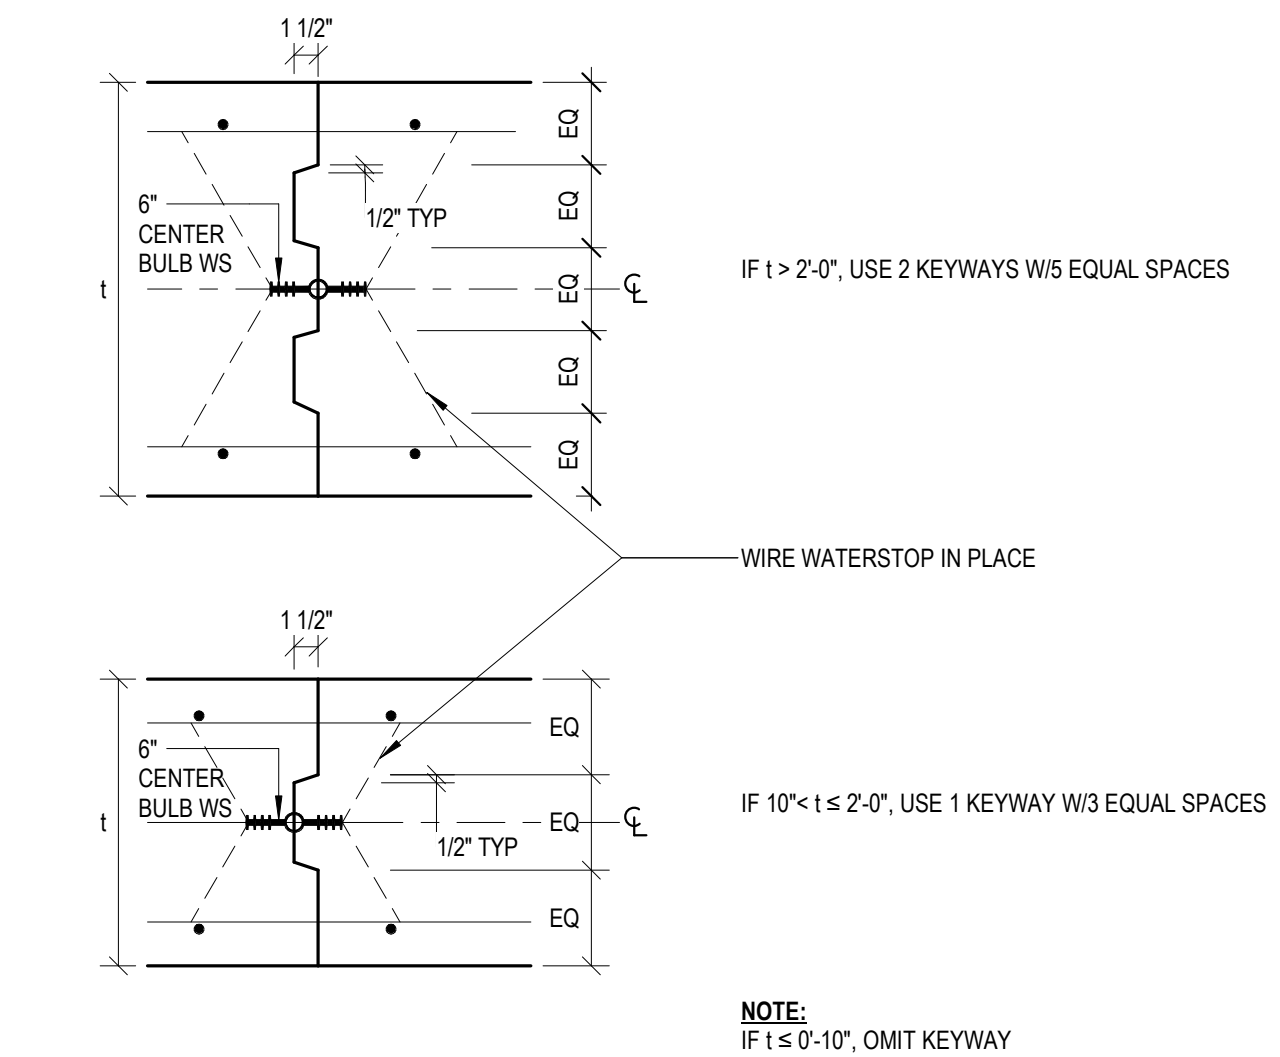 1 1/2"
EQ
6"
CENTER
BULB WS
1/2" TYP
EQ
t
EQ
℄
IF t > 2'-0", USE 2 KEYWAYS W/5 EQUAL SPACES
EQ
EQ
WIRE WATERSTOP IN PLACE
1 1/2"
EQ
6"
CENTER
BULB WS
t
EQ
℄
IF 10"< t ≤ 2'-0", USE 1 KEYWAY W/3 EQUAL SPACES
1/2" TYP
EQ
NOTE:
IF t ≤ 0'-10", OMIT KEYWAY